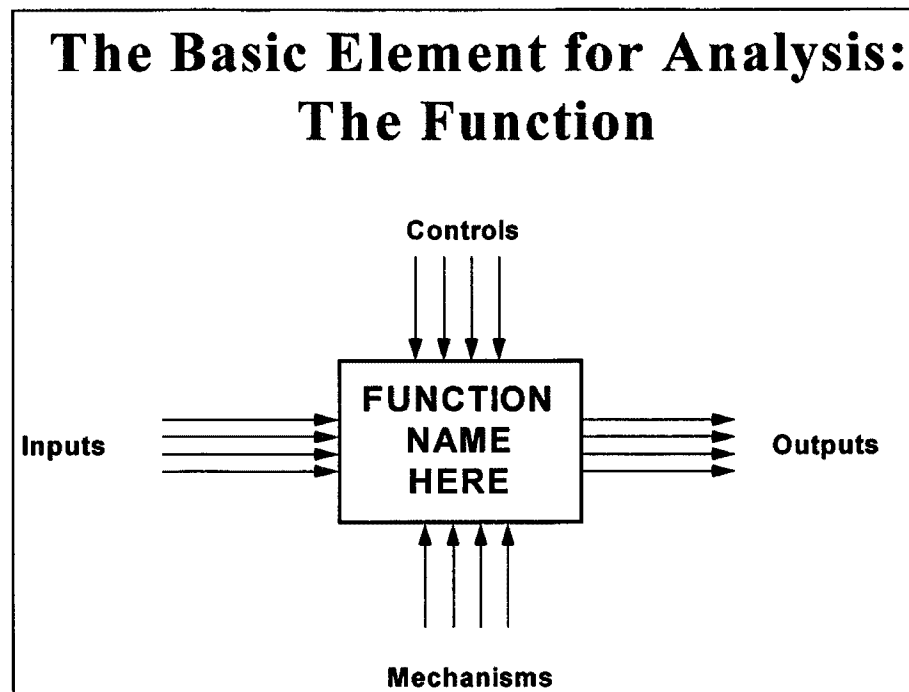 The Basic Element for Analysis:
The Function
Controls
FUNCTION
NAME
HERE
Inputs
Outputs
Mechanisms